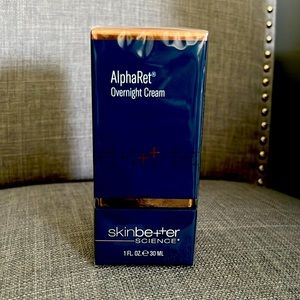 AlphaRet®
Overnight Cream
skinbetter
SCIENCE®
1 FL. OZ. ℮ 30 ML